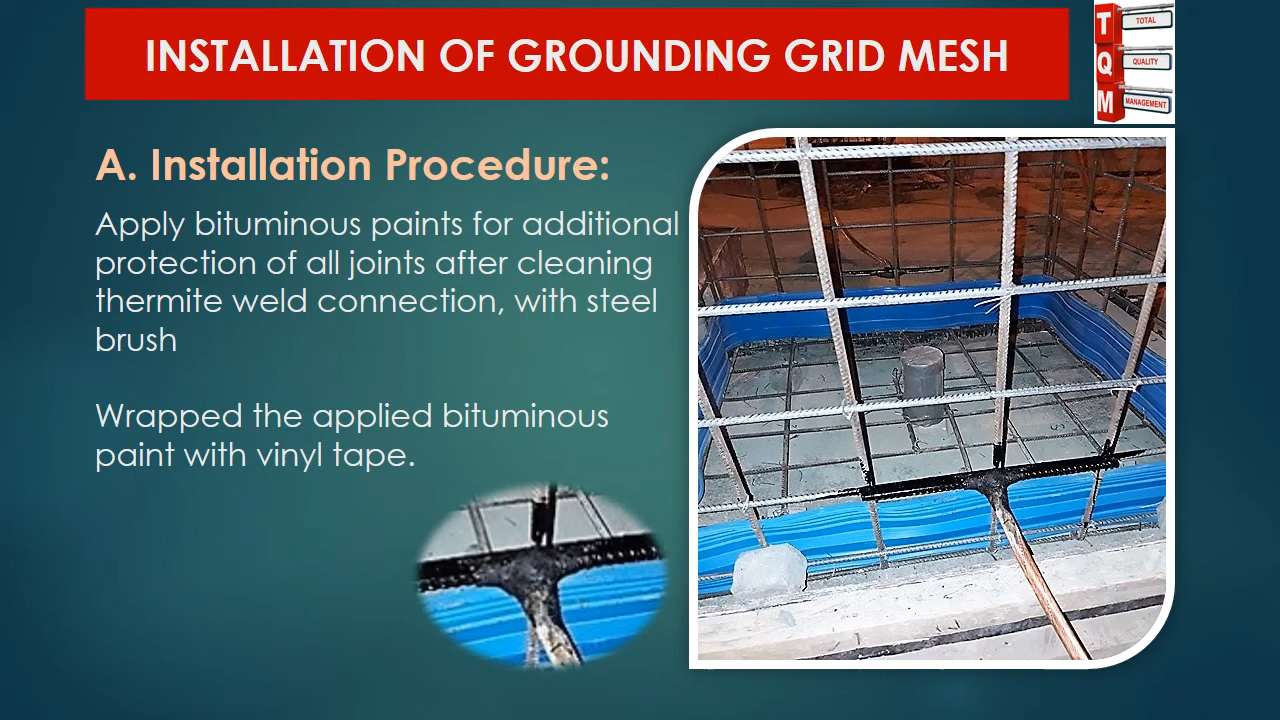 INSTALLATION OF GROUNDING GRID MESH
T
TOTAL
Q
QUALITY
M
MANAGEMENT
A. Installation Procedure:
Apply bituminous paints for additional
protection of all joints after cleaning
thermite weld connection, with steel
brush
Wrapped the applied bituminous
paint with vinyl tape.